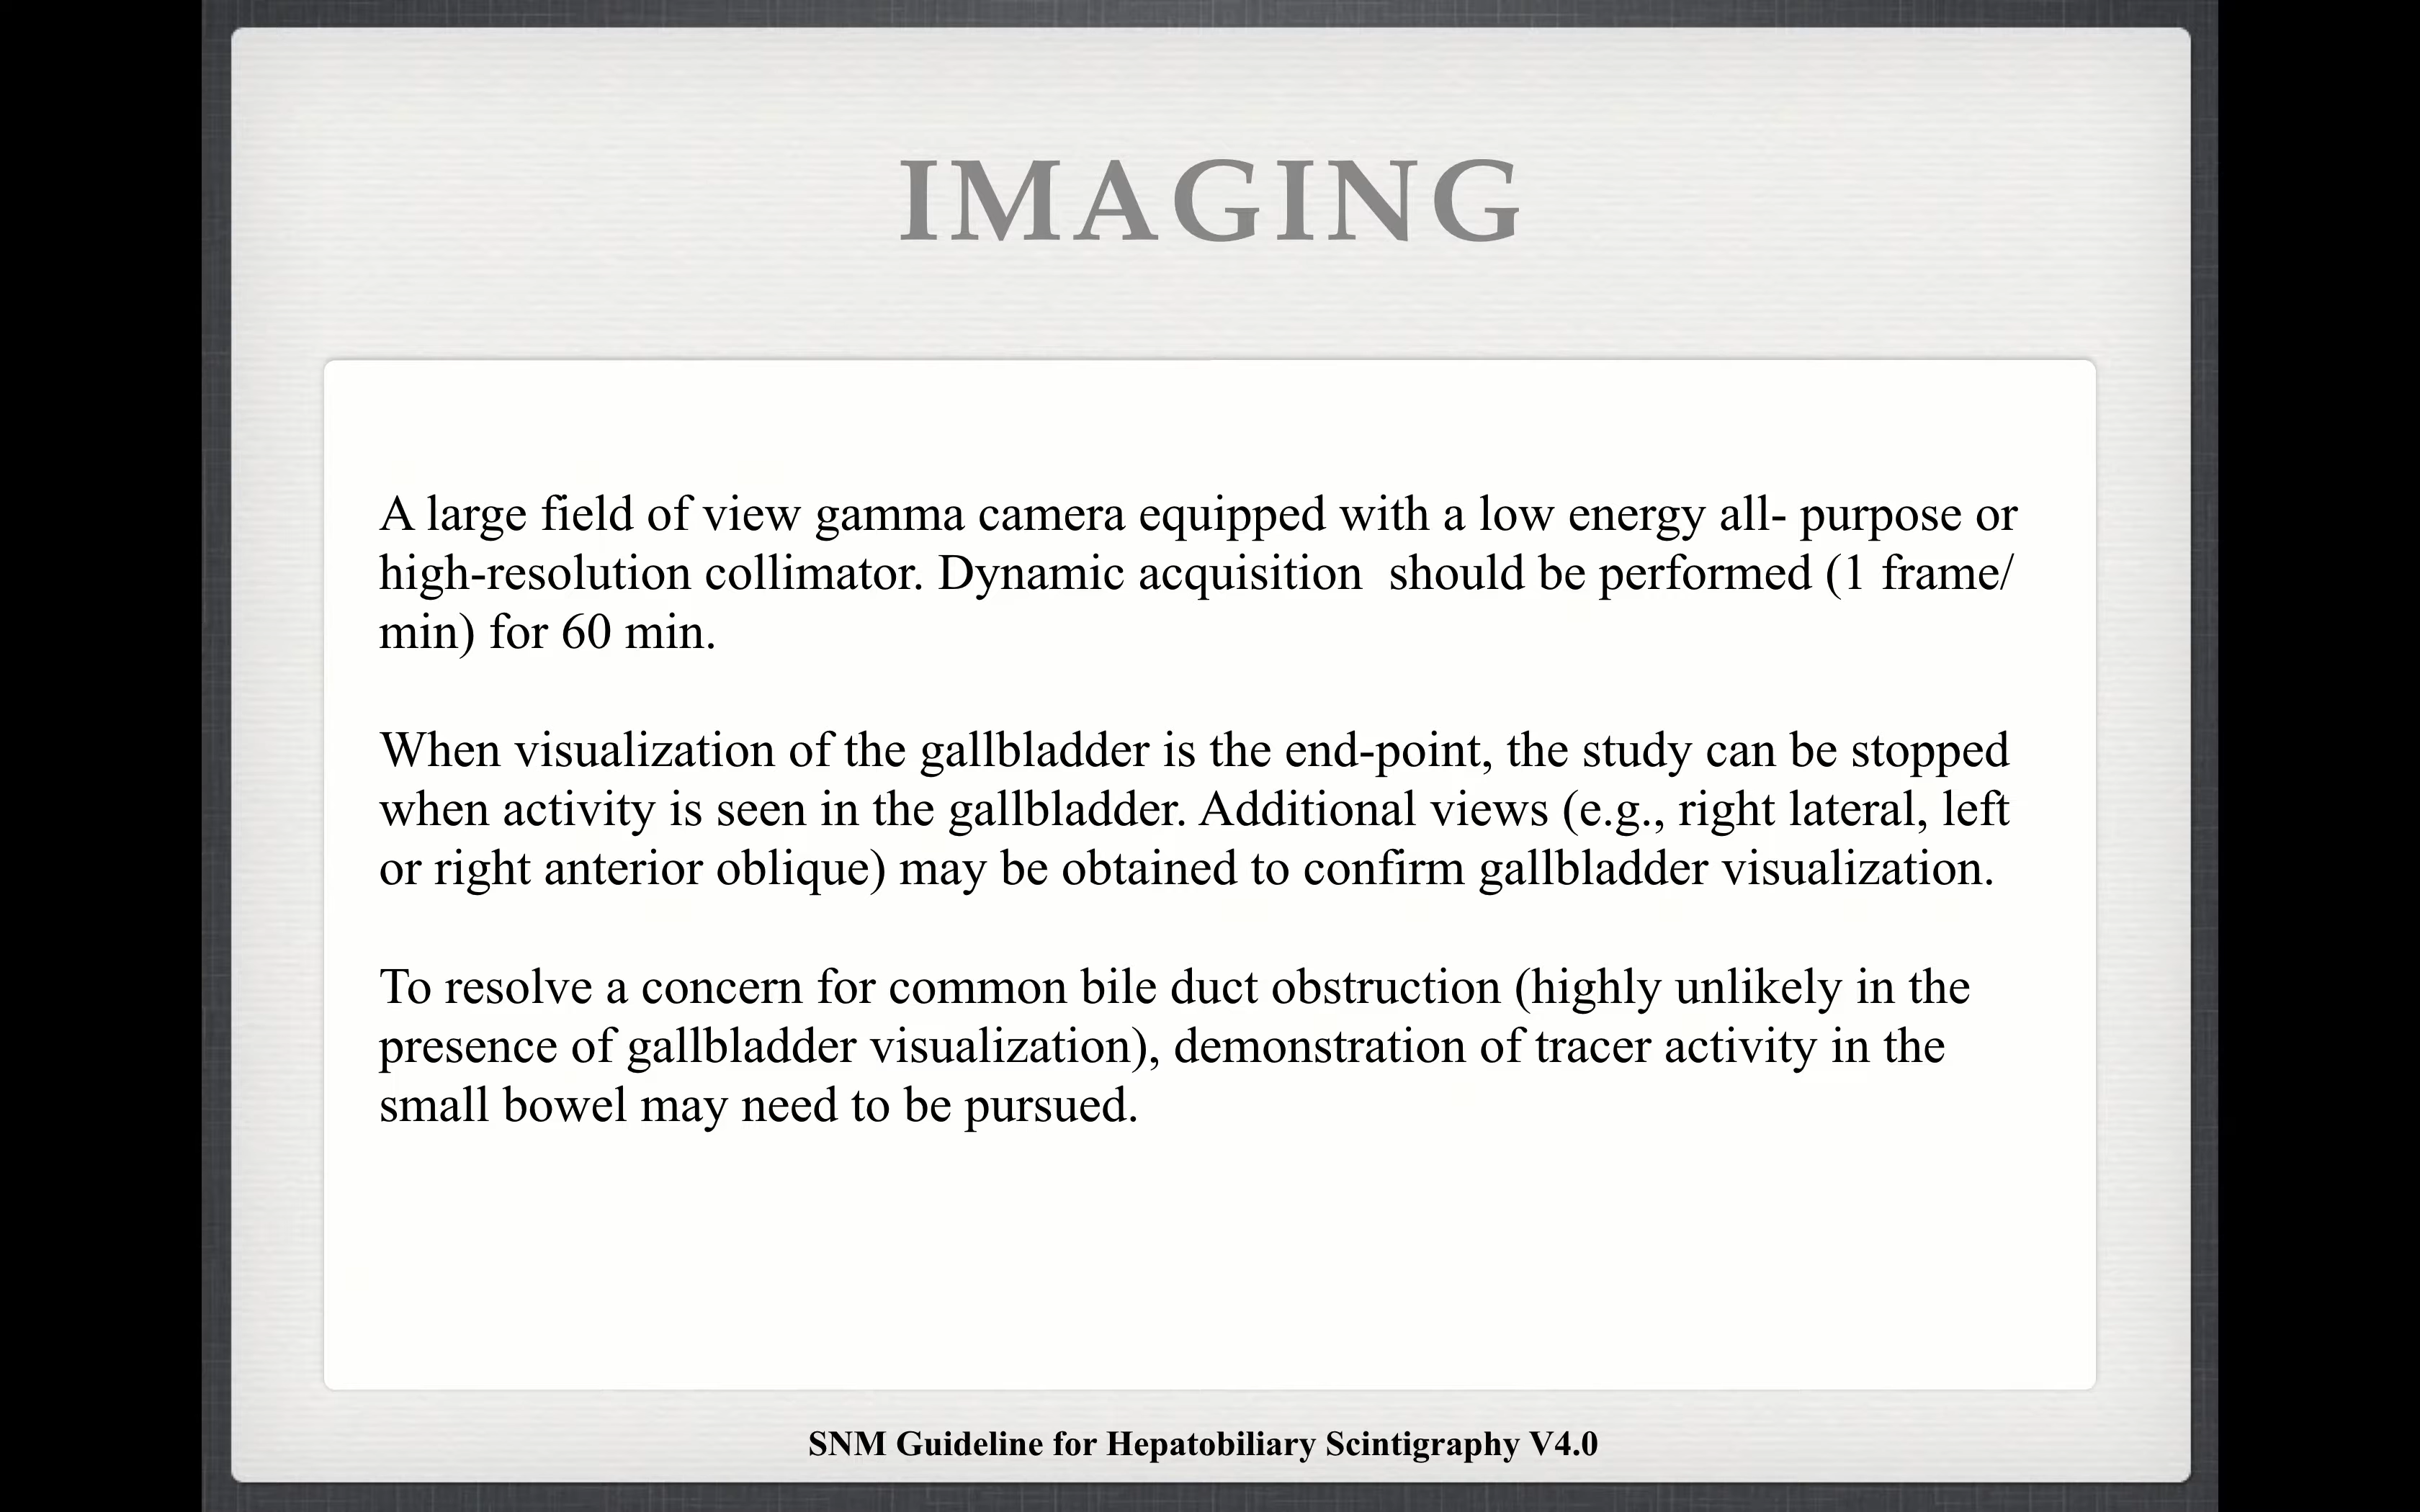 IMAGING
A large field of view gamma camera equipped with a low energy all- purpose or
high-resolution collimator. Dynamic acquisition  should be performed (1 frame/
min) for 60 min.
When visualization of the gallbladder is the end-point, the study can be stopped
when activity is seen in the gallbladder. Additional views (e.g., right lateral, left
or right anterior oblique) may be obtained to confirm gallbladder visualization.
To resolve a concern for common bile duct obstruction (highly unlikely in the
presence of gallbladder visualization), demonstration of tracer activity in the
small bowel may need to be pursued.
SNM Guideline for Hepatobiliary Scintigraphy V4.0